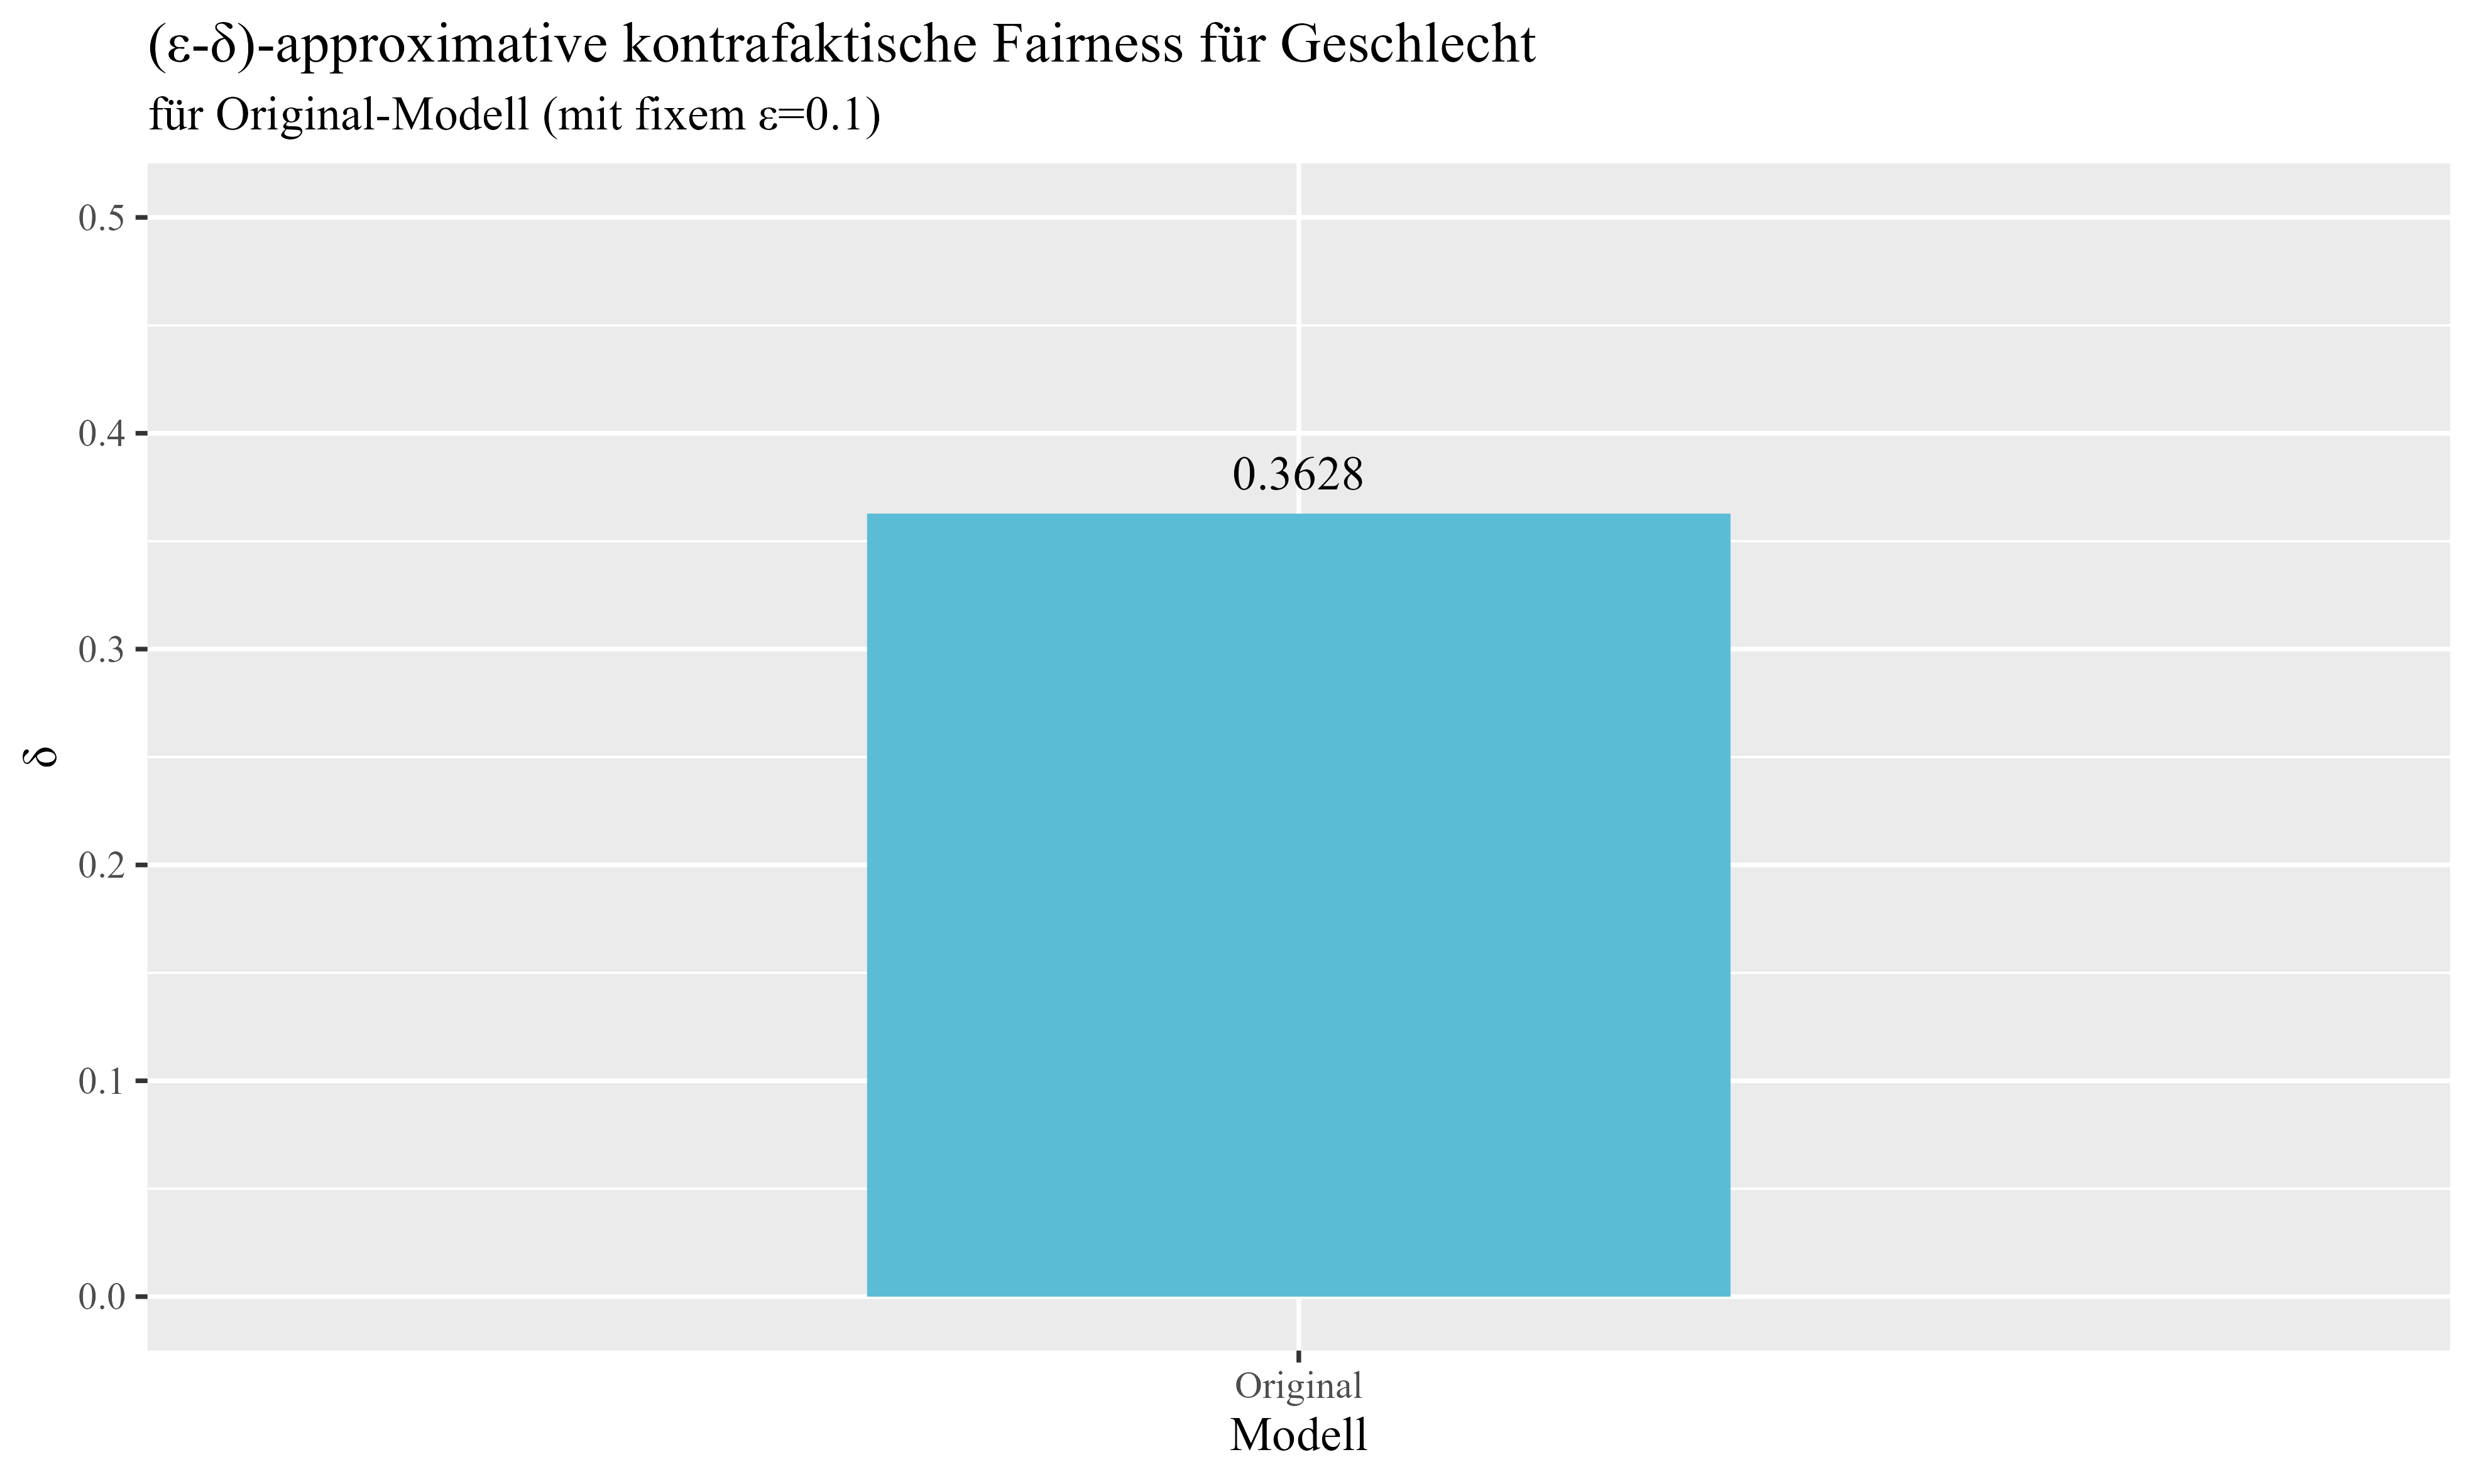 (ε-δ)-approximative kontrafaktische Fairness für Geschlecht
für Original-Modell (mit fixem ε=0.1)
0.5
0.4
0.3628
0.3
δ
0.2
0.1
0.0
Original
Modell